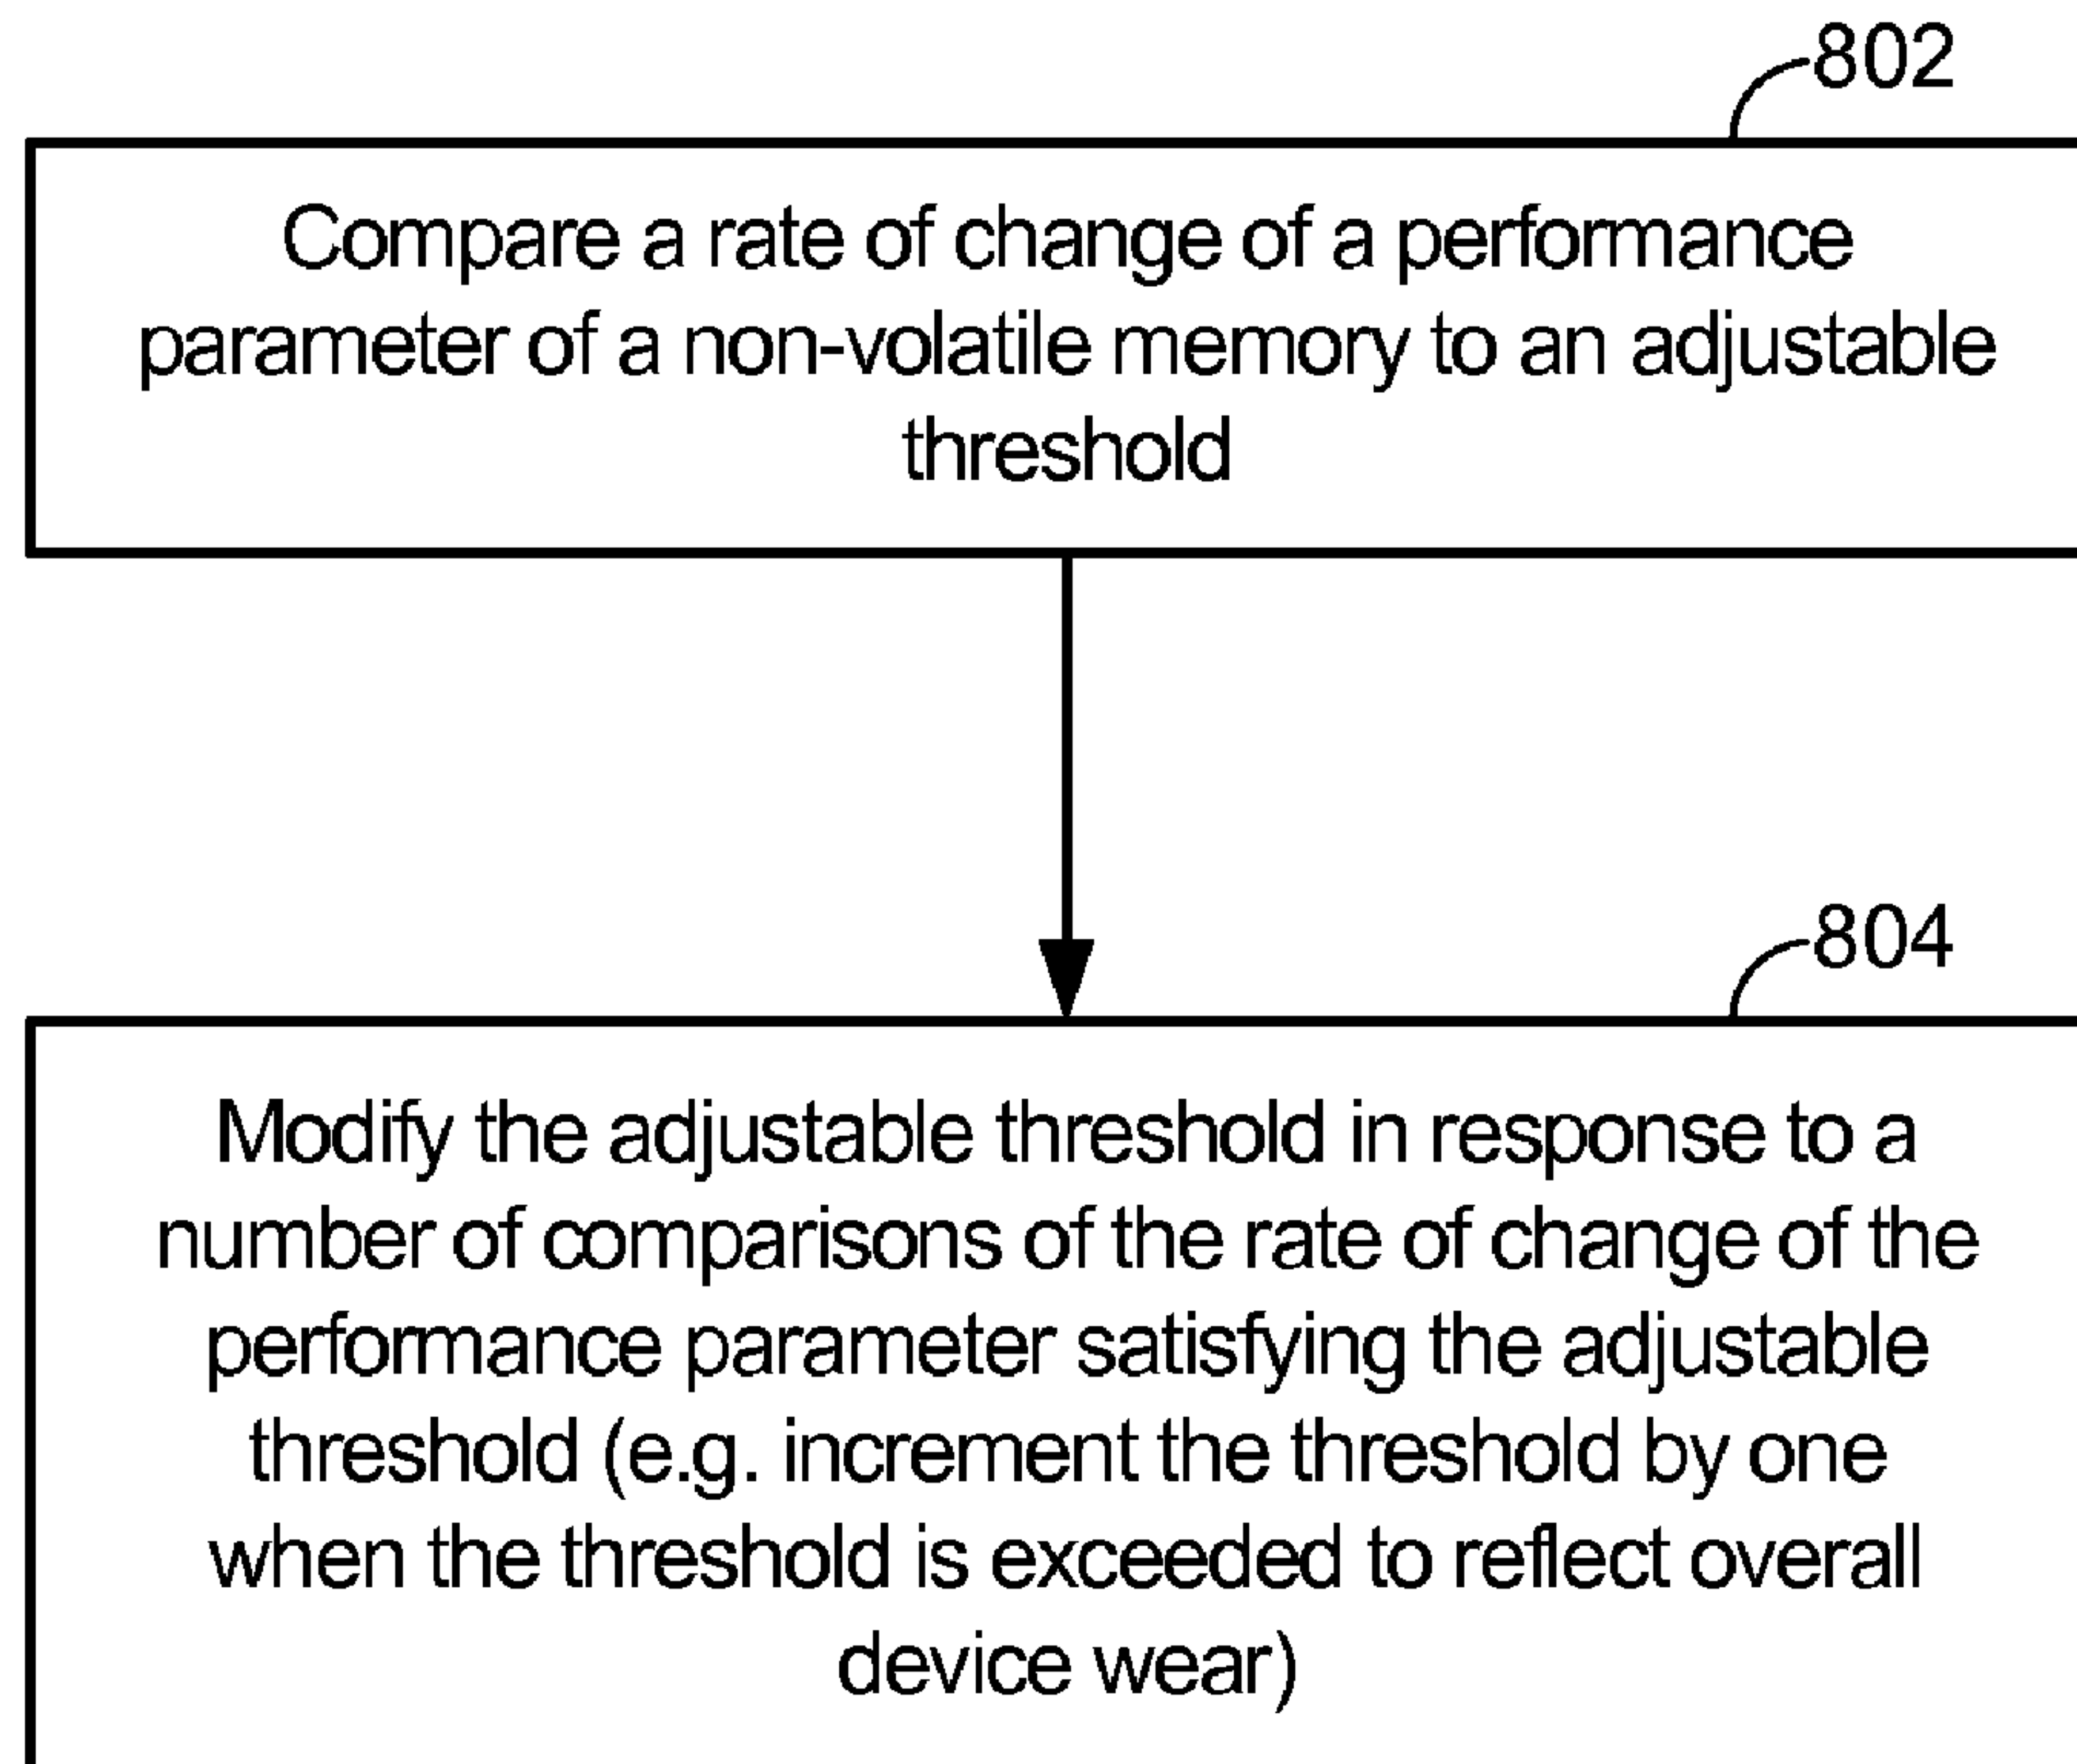 802
Compare a rate of change of a performance
parameter of a non-volatile memory to an adjustable
threshold
804
Modify the adjustable threshold in response to a
number of comparisons of the rate of change of the
performance parameter satisfying the adjustable
threshold (e.g. increment the threshold by one
when the threshold is exceeded to reflect overall
device wear)